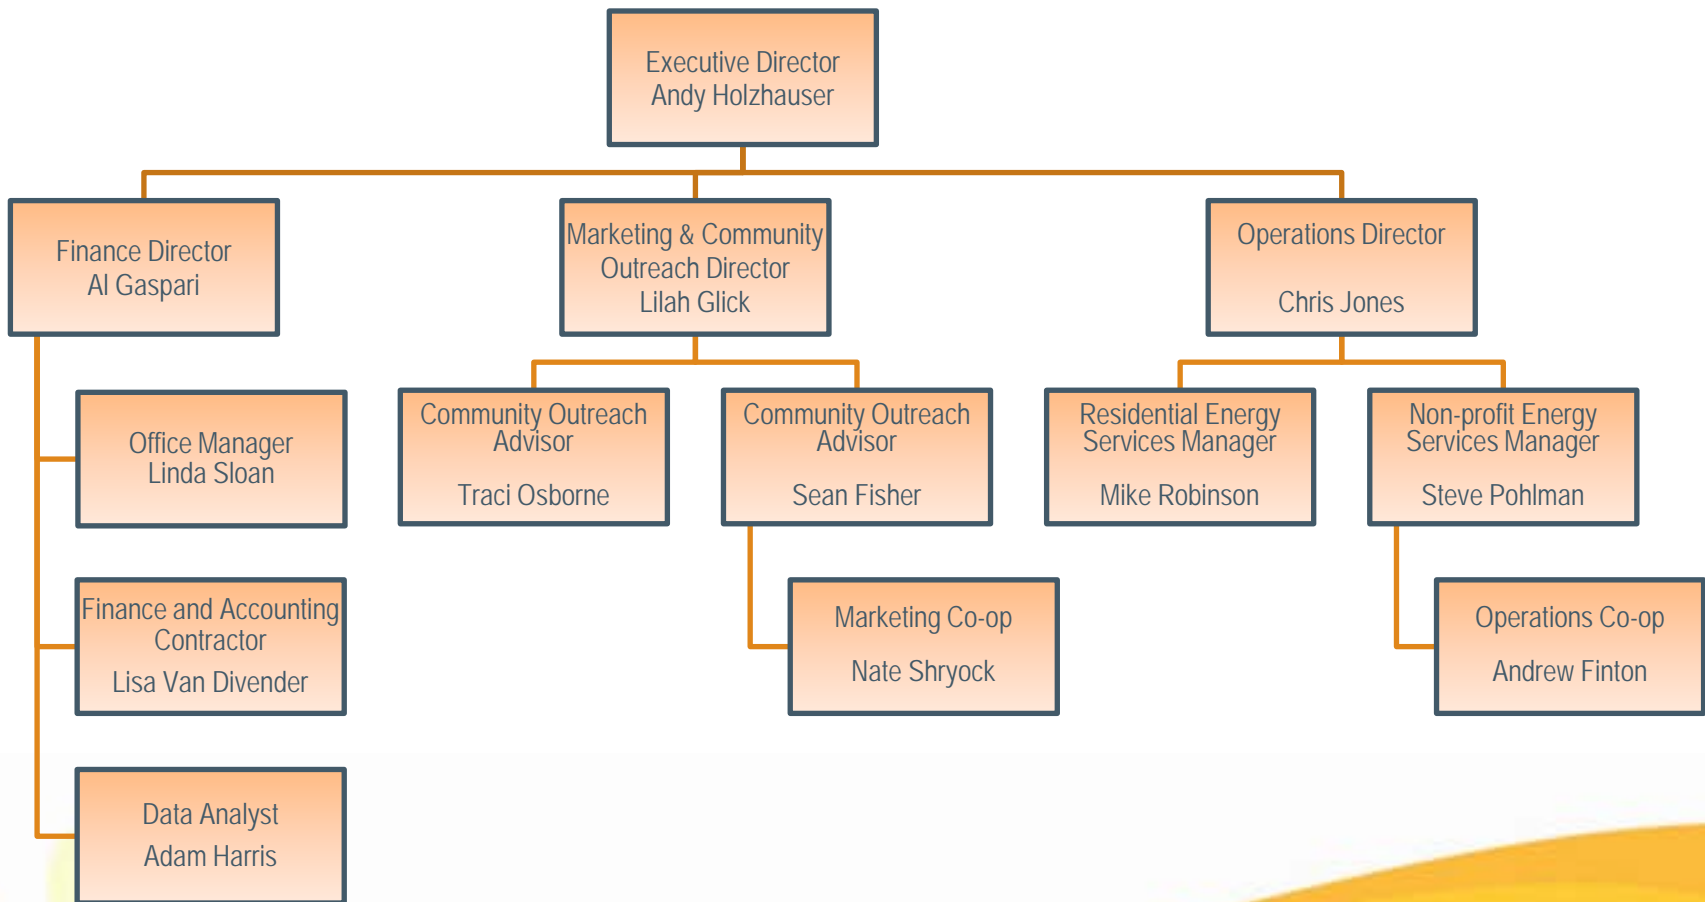 Executive Director
Andy Holzhauser
Finance Director
Al Gaspari
Marketing & Community
Outreach Director
Lilah Glick
Operations Director
Chris Jones
Office Manager
Linda Sloan
Community Outreach
Advisor
Traci Osborne
Community Outreach
Advisor
Sean Fisher
Residential Energy
Services Manager
Mike Robinson
Non-profit Energy
Services Manager
Steve Pohlman
Finance and Accounting
Contractor
Lisa Van Divender
Marketing Co-op
Nate Shryock
Operations Co-op
Andrew Finton
Data Analyst
Adam Harris